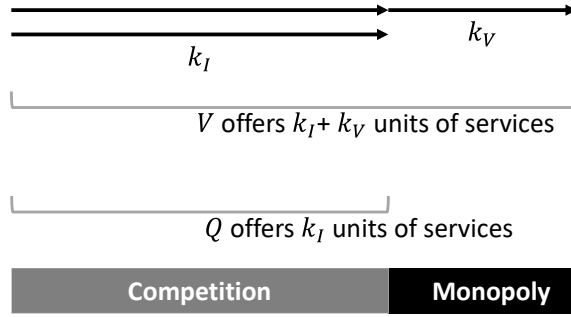 k_V
k_I
V offers k_I + k_V units of services
Q offers k_I units of services
Competition Monopoly